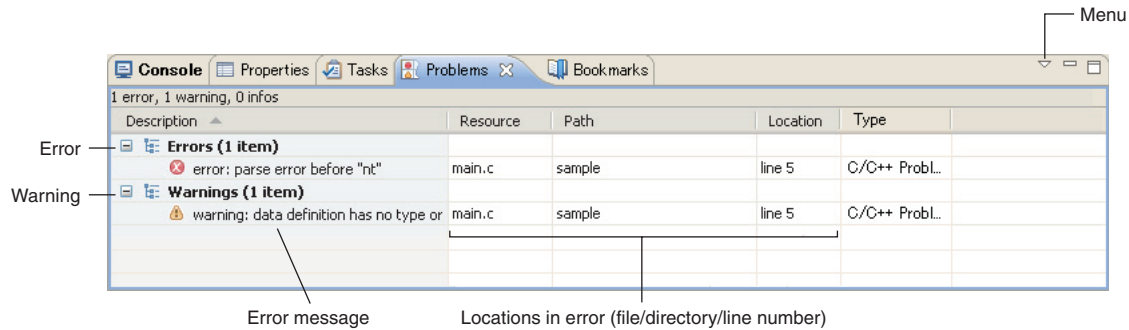 Menu
Console Properties Tasks Problems Bookmarks
1 error, 1 warning, 0 infos
Description Resource Path Location Type
Error
Errors (1 item)
error: parse error before "nt" main.c sample line 5 C/C++ Probl...
Warning
Warnings (1 item)
warning: data definition has no type or main.c sample line 5 C/C++ Probl...
Error message
Locations in error (file/directory/line number)